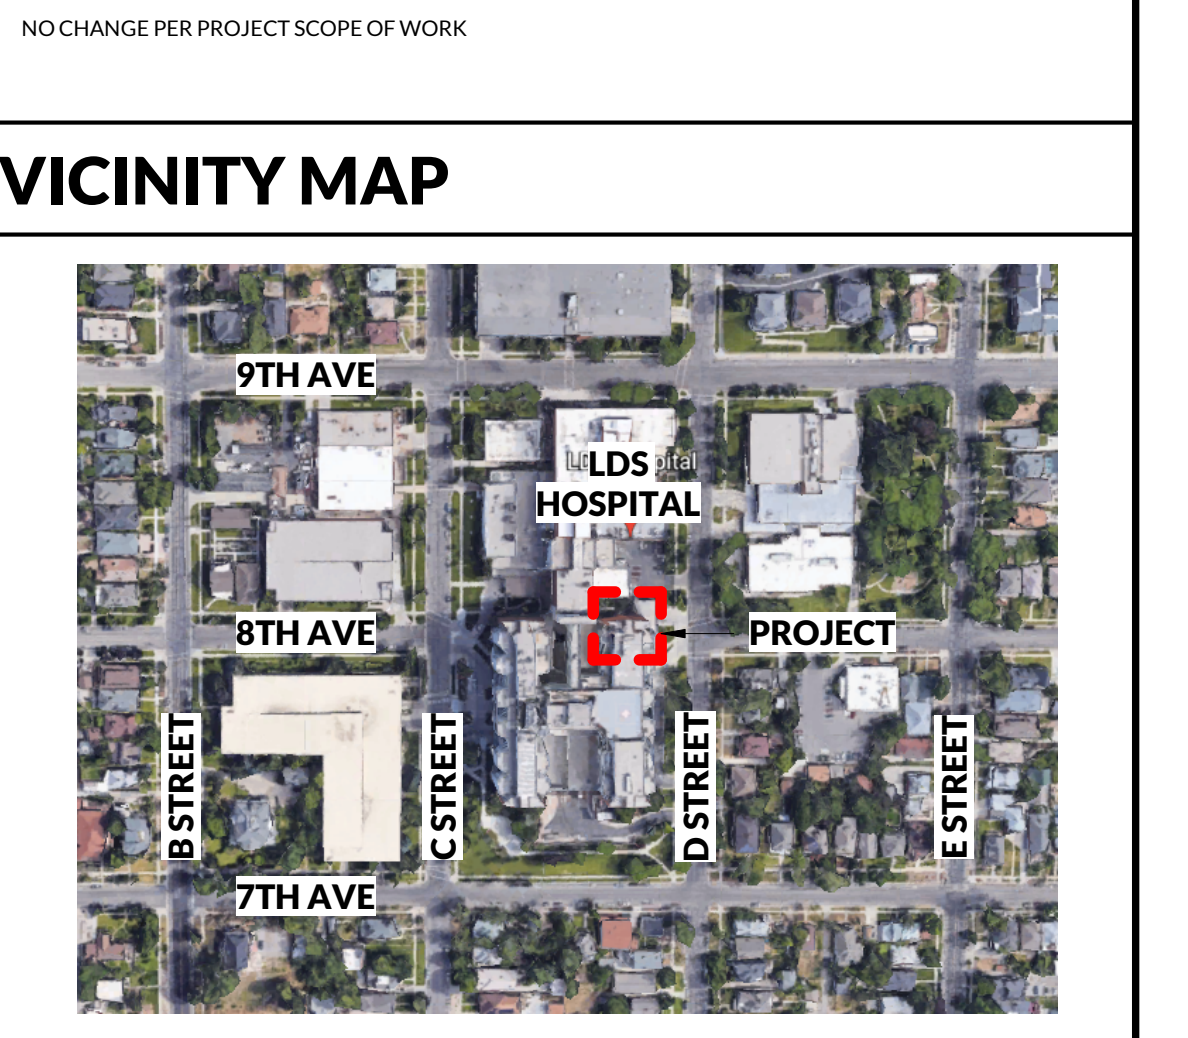 NO CHANGE PER PROJECT SCOPE OF WORK
VICINITY MAP
9TH AVE
LDS
pital
HOSPITAL
8TH AVE
PROJECT
B STREET
C STREET
D STREET
E STREET
7TH AVE